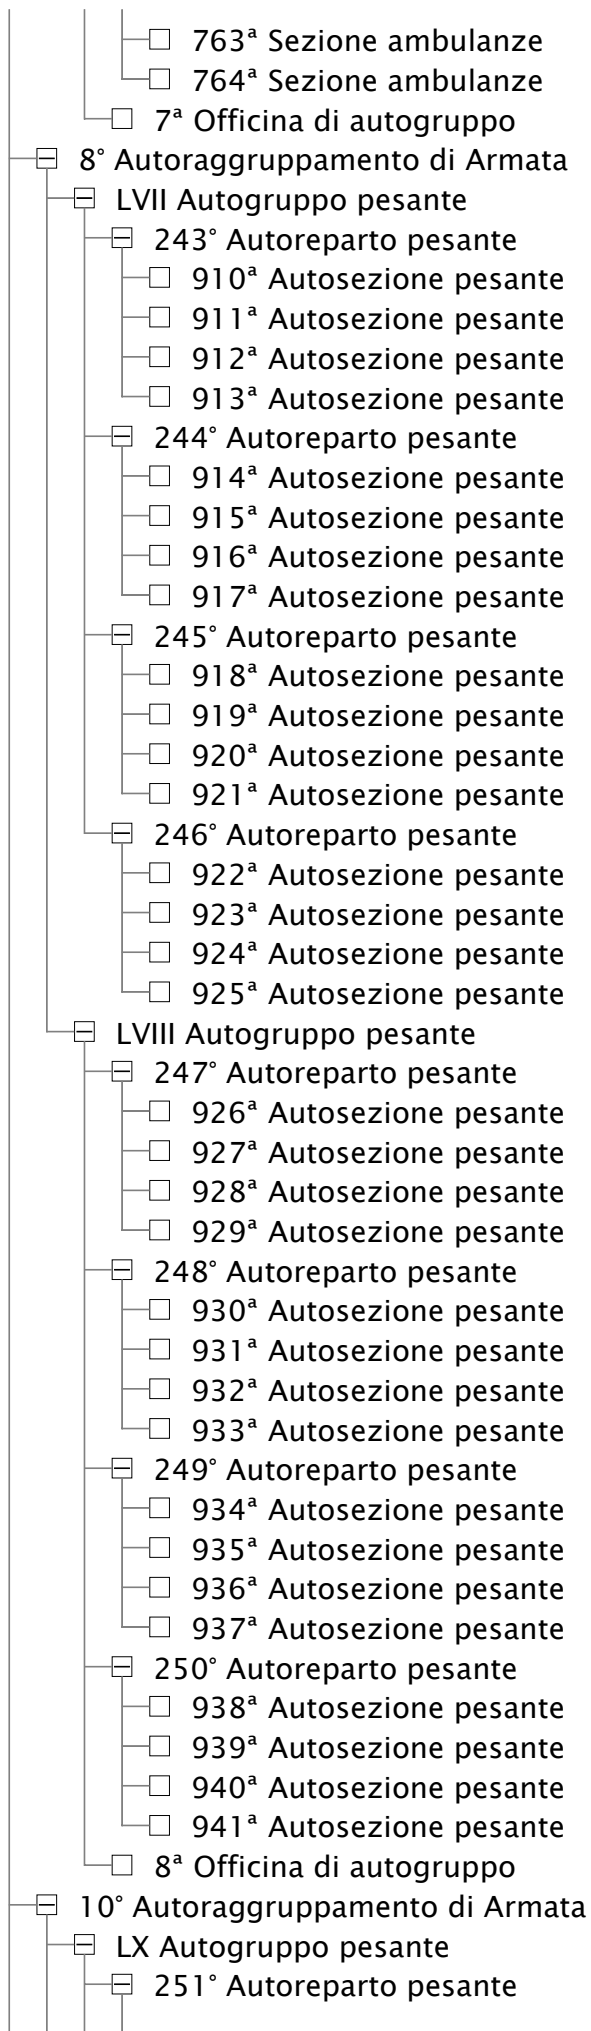 763ª Sezione ambulanze
764ª Sezione ambulanze
7ª Officina di autogruppo
8° Autoraggruppamento di Armata
LVII Autogruppo pesante
243° Autoreparto pesante
910ª Autosezione pesante
911ª Autosezione pesante
912ª Autosezione pesante
913ª Autosezione pesante
244° Autoreparto pesante
914ª Autosezione pesante
915ª Autosezione pesante
916ª Autosezione pesante
917ª Autosezione pesante
245° Autoreparto pesante
918ª Autosezione pesante
919ª Autosezione pesante
920ª Autosezione pesante
921ª Autosezione pesante
246° Autoreparto pesante
922ª Autosezione pesante
923ª Autosezione pesante
924ª Autosezione pesante
925ª Autosezione pesante
LVIII Autogruppo pesante
247° Autoreparto pesante
926ª Autosezione pesante
927ª Autosezione pesante
928ª Autosezione pesante
929ª Autosezione pesante
248° Autoreparto pesante
930ª Autosezione pesante
931ª Autosezione pesante
932ª Autosezione pesante
933ª Autosezione pesante
249° Autoreparto pesante
934ª Autosezione pesante
935ª Autosezione pesante
936ª Autosezione pesante
937ª Autosezione pesante
250° Autoreparto pesante
938ª Autosezione pesante
939ª Autosezione pesante
940ª Autosezione pesante
941ª Autosezione pesante
8ª Officina di autogruppo
10° Autoraggruppamento di Armata
LX Autogruppo pesante
251° Autoreparto pesante